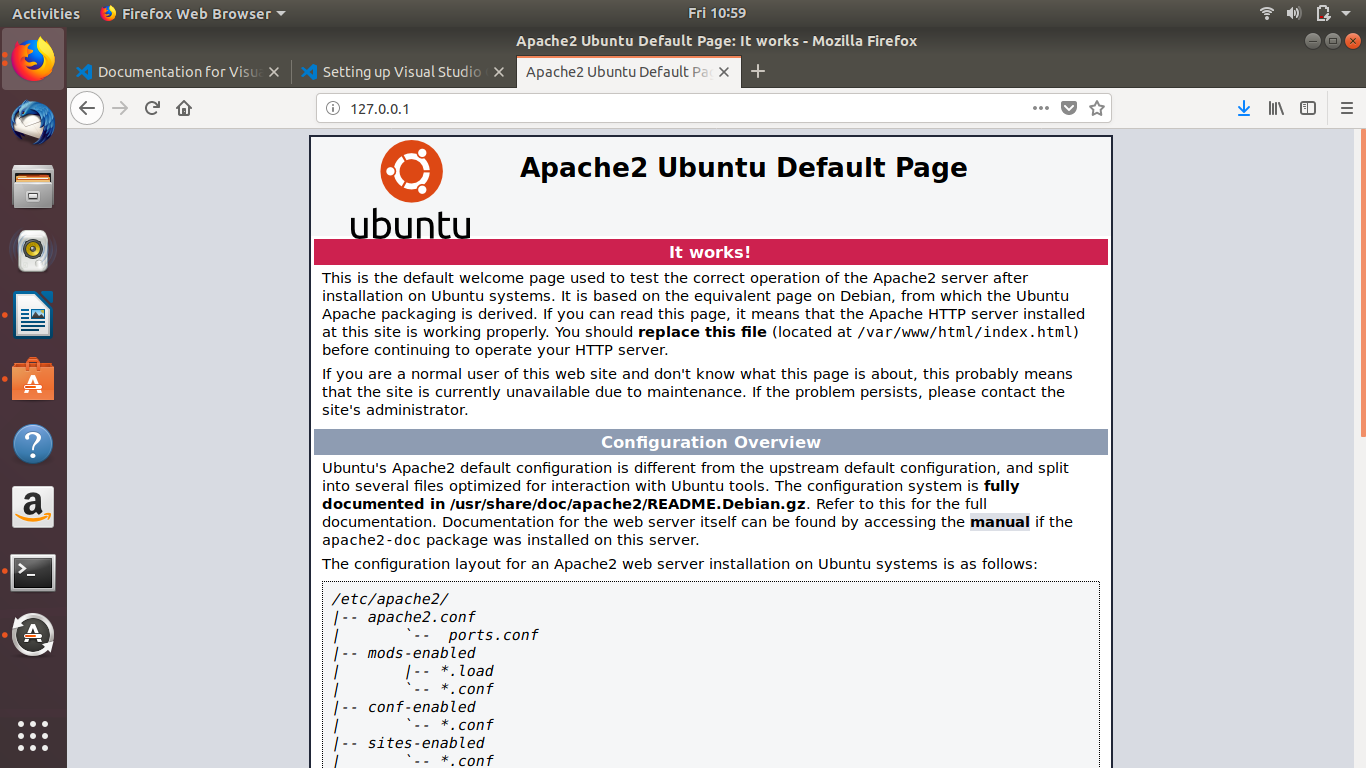 Activities Firefox Web Browser Fri 10:59
Apache2 Ubuntu Default Page: It works - Mozilla Firefox
Documentation for Visu Setting up Visual Studio Apache2 Ubuntu Default Pa
127.0.0.1
ubuntu
Apache2 Ubuntu Default Page
It works!
This is the default welcome page used to test the correct operation of the Apache2 server after
installation on Ubuntu systems. It is based on the equivalent page on Debian, from which the Ubuntu
Apache packaging is derived. If you can read this page, it means that the Apache HTTP server installed
at this site is working properly. You should replace this file (located at /var/www/html/index.html)
before continuing to operate your HTTP server.
If you are a normal user of this web site and don't know what this page is about, this probably means
that the site is currently unavailable due to maintenance. If the problem persists, please contact the
site's administrator.
Configuration Overview
Ubuntu's Apache2 default configuration is different from the upstream default configuration, and split
into several files optimized for interaction with Ubuntu tools. The configuration system is fully
documented in /usr/share/doc/apache2/README.Debian.gz. Refer to this for the full
documentation. Documentation for the web server itself can be found by accessing the manual if the
apache2-doc package was installed on this server.
The configuration layout for an Apache2 web server installation on Ubuntu systems is as follows:
/etc/apache2/
|-- apache2.conf
|       `--  ports.conf
|-- mods-enabled
|       |-- *.load
|       `-- *.conf
|-- conf-enabled
|       `-- *.conf
|-- sites-enabled
|       `-- *.conf